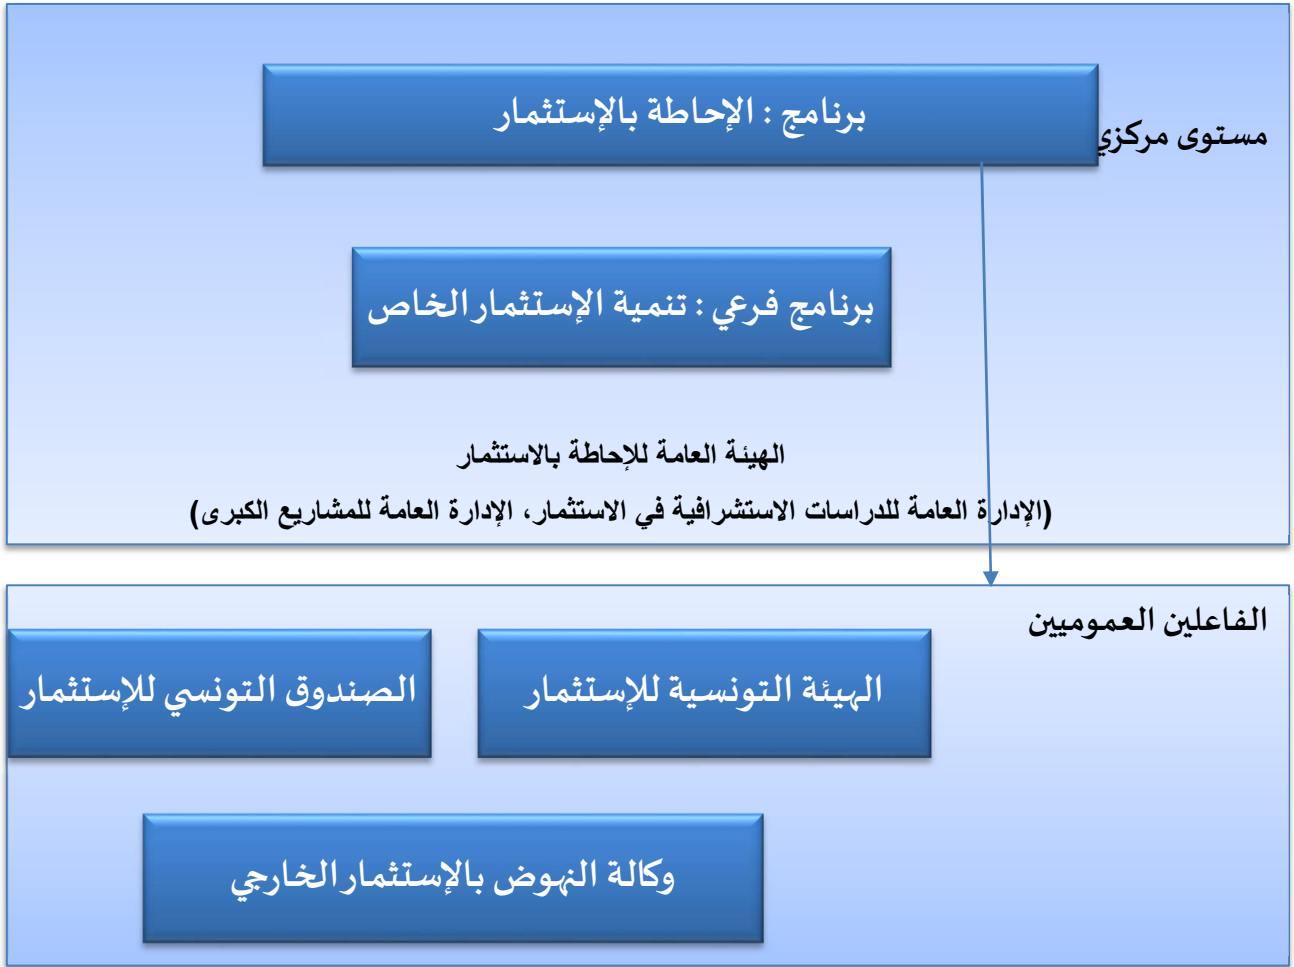 برنامج : الإحاطة بالإستثمار
مستوى مركزي
برنامج فرعي : تنمية الإستثمار الخاص
الهيئة العامة للإحاطة بالاستثمار
(الإدارة العامة للدراسات الاستشرافية في الاستثمار، الإدارة العامة للمشاريع الكبرى)
الفاعلين العموميين
الهيئة التونسية للإستثمار
الصندوق التونسي للإستثمار
وكالة النهوض بالإستثمار الخارجي